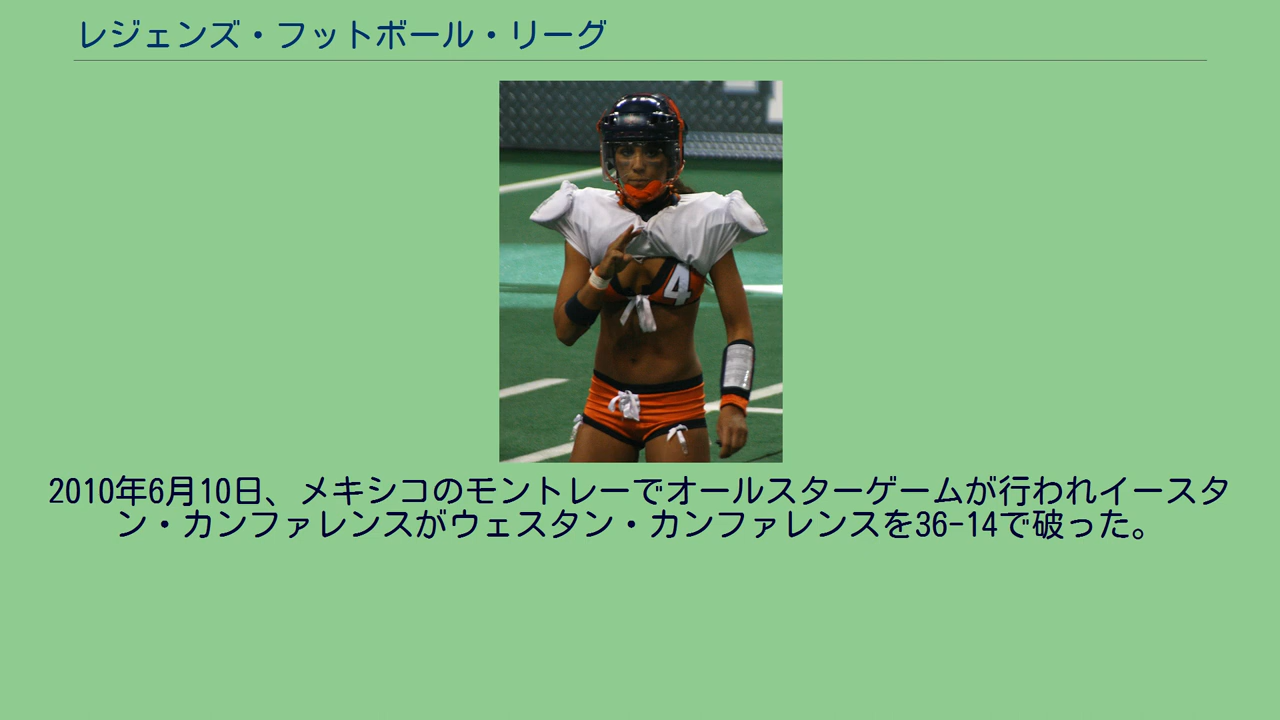 レジェンズ・フットボール・リーグ
4
2010年6月10日、メキシコのモントレーでオールスターゲームが行われイースタ
ン・カンファレンスがウェスタン・カンファレンスを36-14で破った。